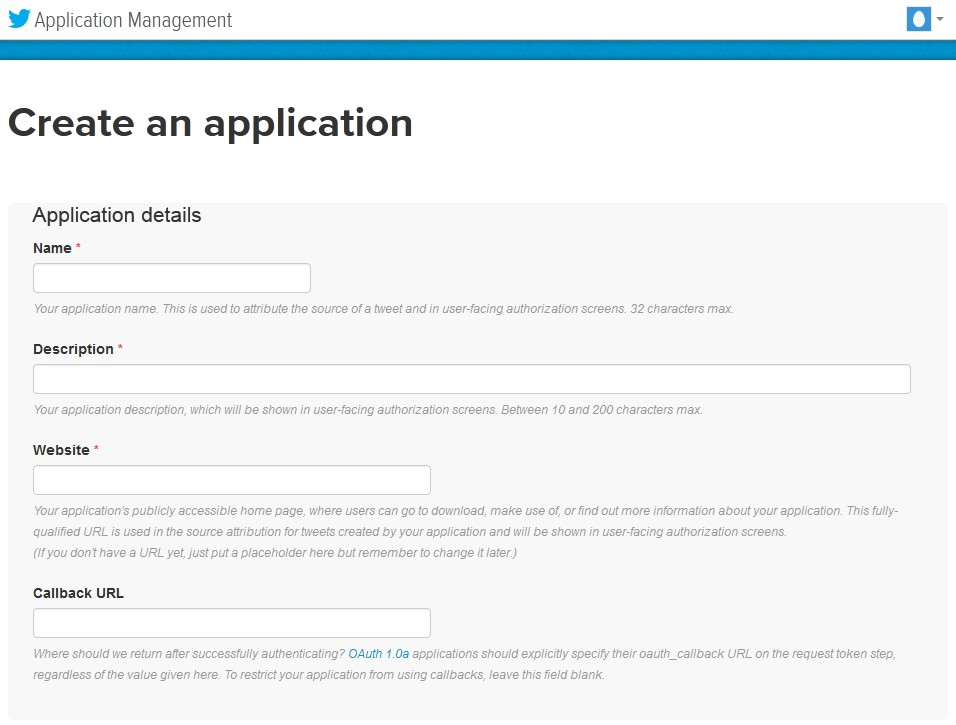 Application Management
Create an application
Application details
Name *
Your application name. This is used to attribute the source of a tweet and in user-facing authorization screens. 32 characters max.
Description *
Your application description, which will be shown in user-facing authorization screens. Between 10 and 200 characters max.
Website *
Your application's publicly accessible home page, where users can go to download, make use of, or find out more information about your application. This fully-
qualified URL is used in the source attribution for tweets created by your application and will be shown in user-facing authorization screens.
(If you don't have a URL yet, just put a placeholder here but remember to change it later.)
Callback URL
Where should we return after successfully authenticating? OAuth 1.0a applications should explicitly specify their oauth_callback URL on the request token step,
regardless of the value given here. To restrict your application from using callbacks, leave this field blank.